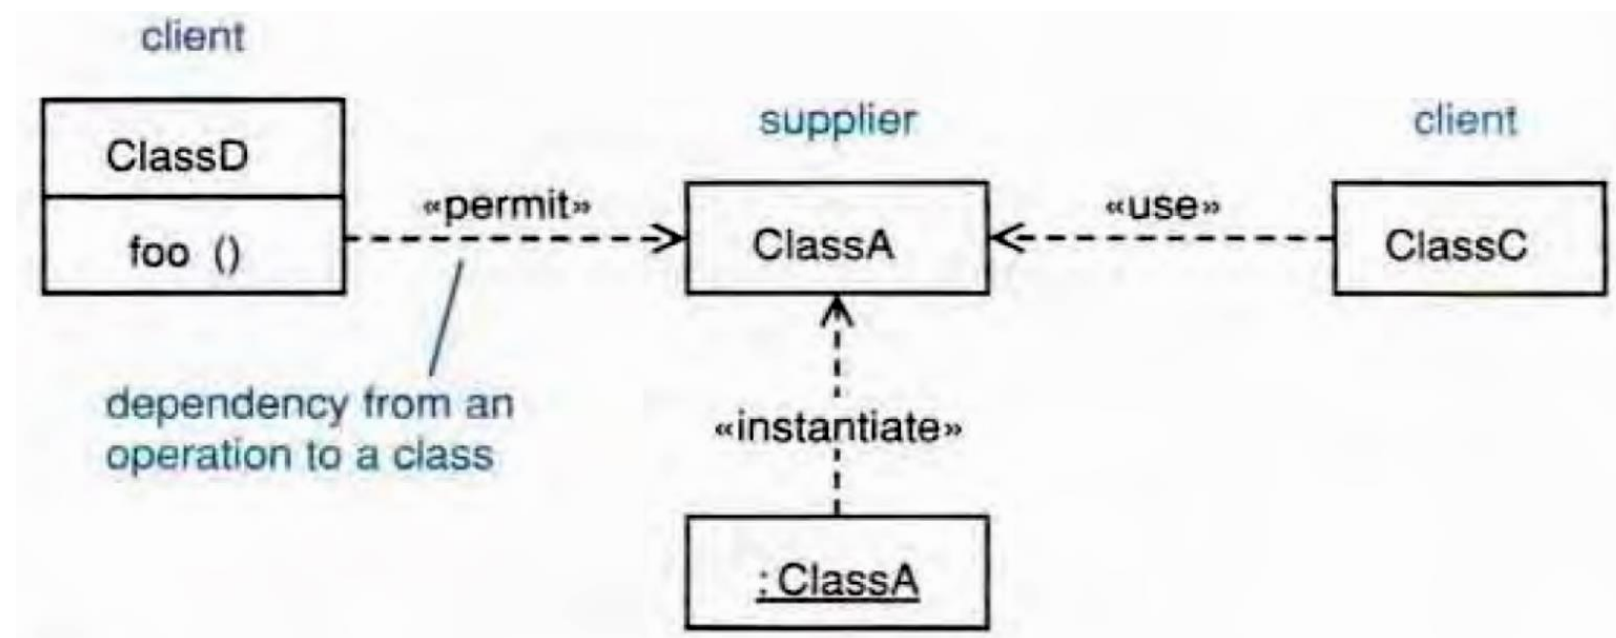 client
ClassD
foo ()
«permit»
dependency from an
operation to a class
supplier
ClassA
«use»
client
ClassC
«instantiate»
: ClassA